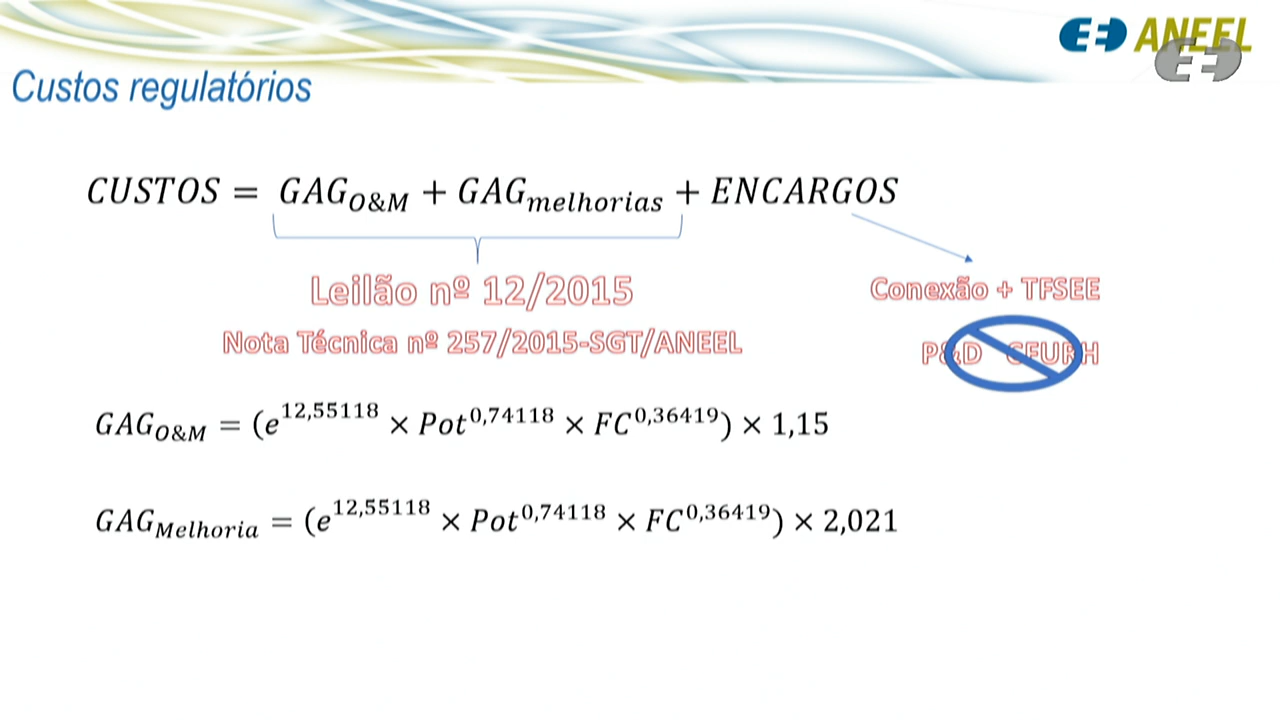 ANEEL
Custos regulatórios
CUSTOS = GAG_{O&M} + GAG_{melhorias} + ENCARGOS
Leilão nº 12/2015
Conexão + TFSEE
Nota Técnica nº 257/2015-SGT/ANEEL
P&D CFURH
GAG_{O&M} = (e^{12,55118} × Pot^{0,74118} × FC^{0,36419}) × 1,15
GAG_{Melhoria} = (e^{12,55118} × Pot^{0,74118} × FC^{0,36419}) × 2,021